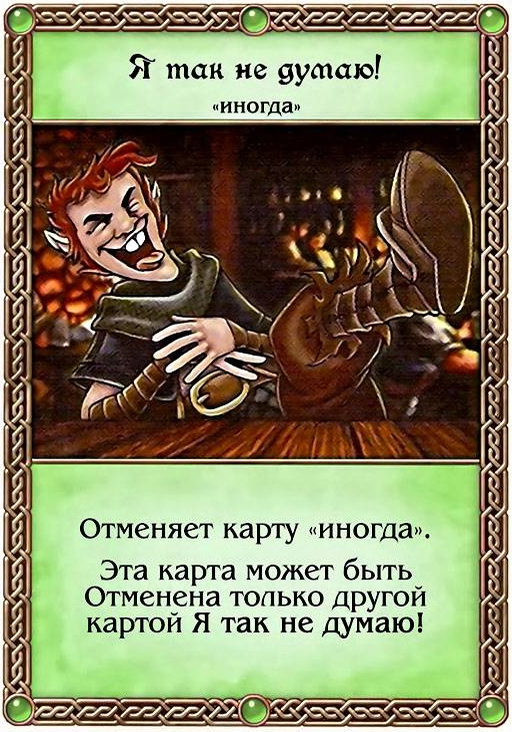 Я так не думаю!
«иногда»
Отменяет карту «иногда».
Эта карта может быть
Отменена только другой
картой Я так не думаю!